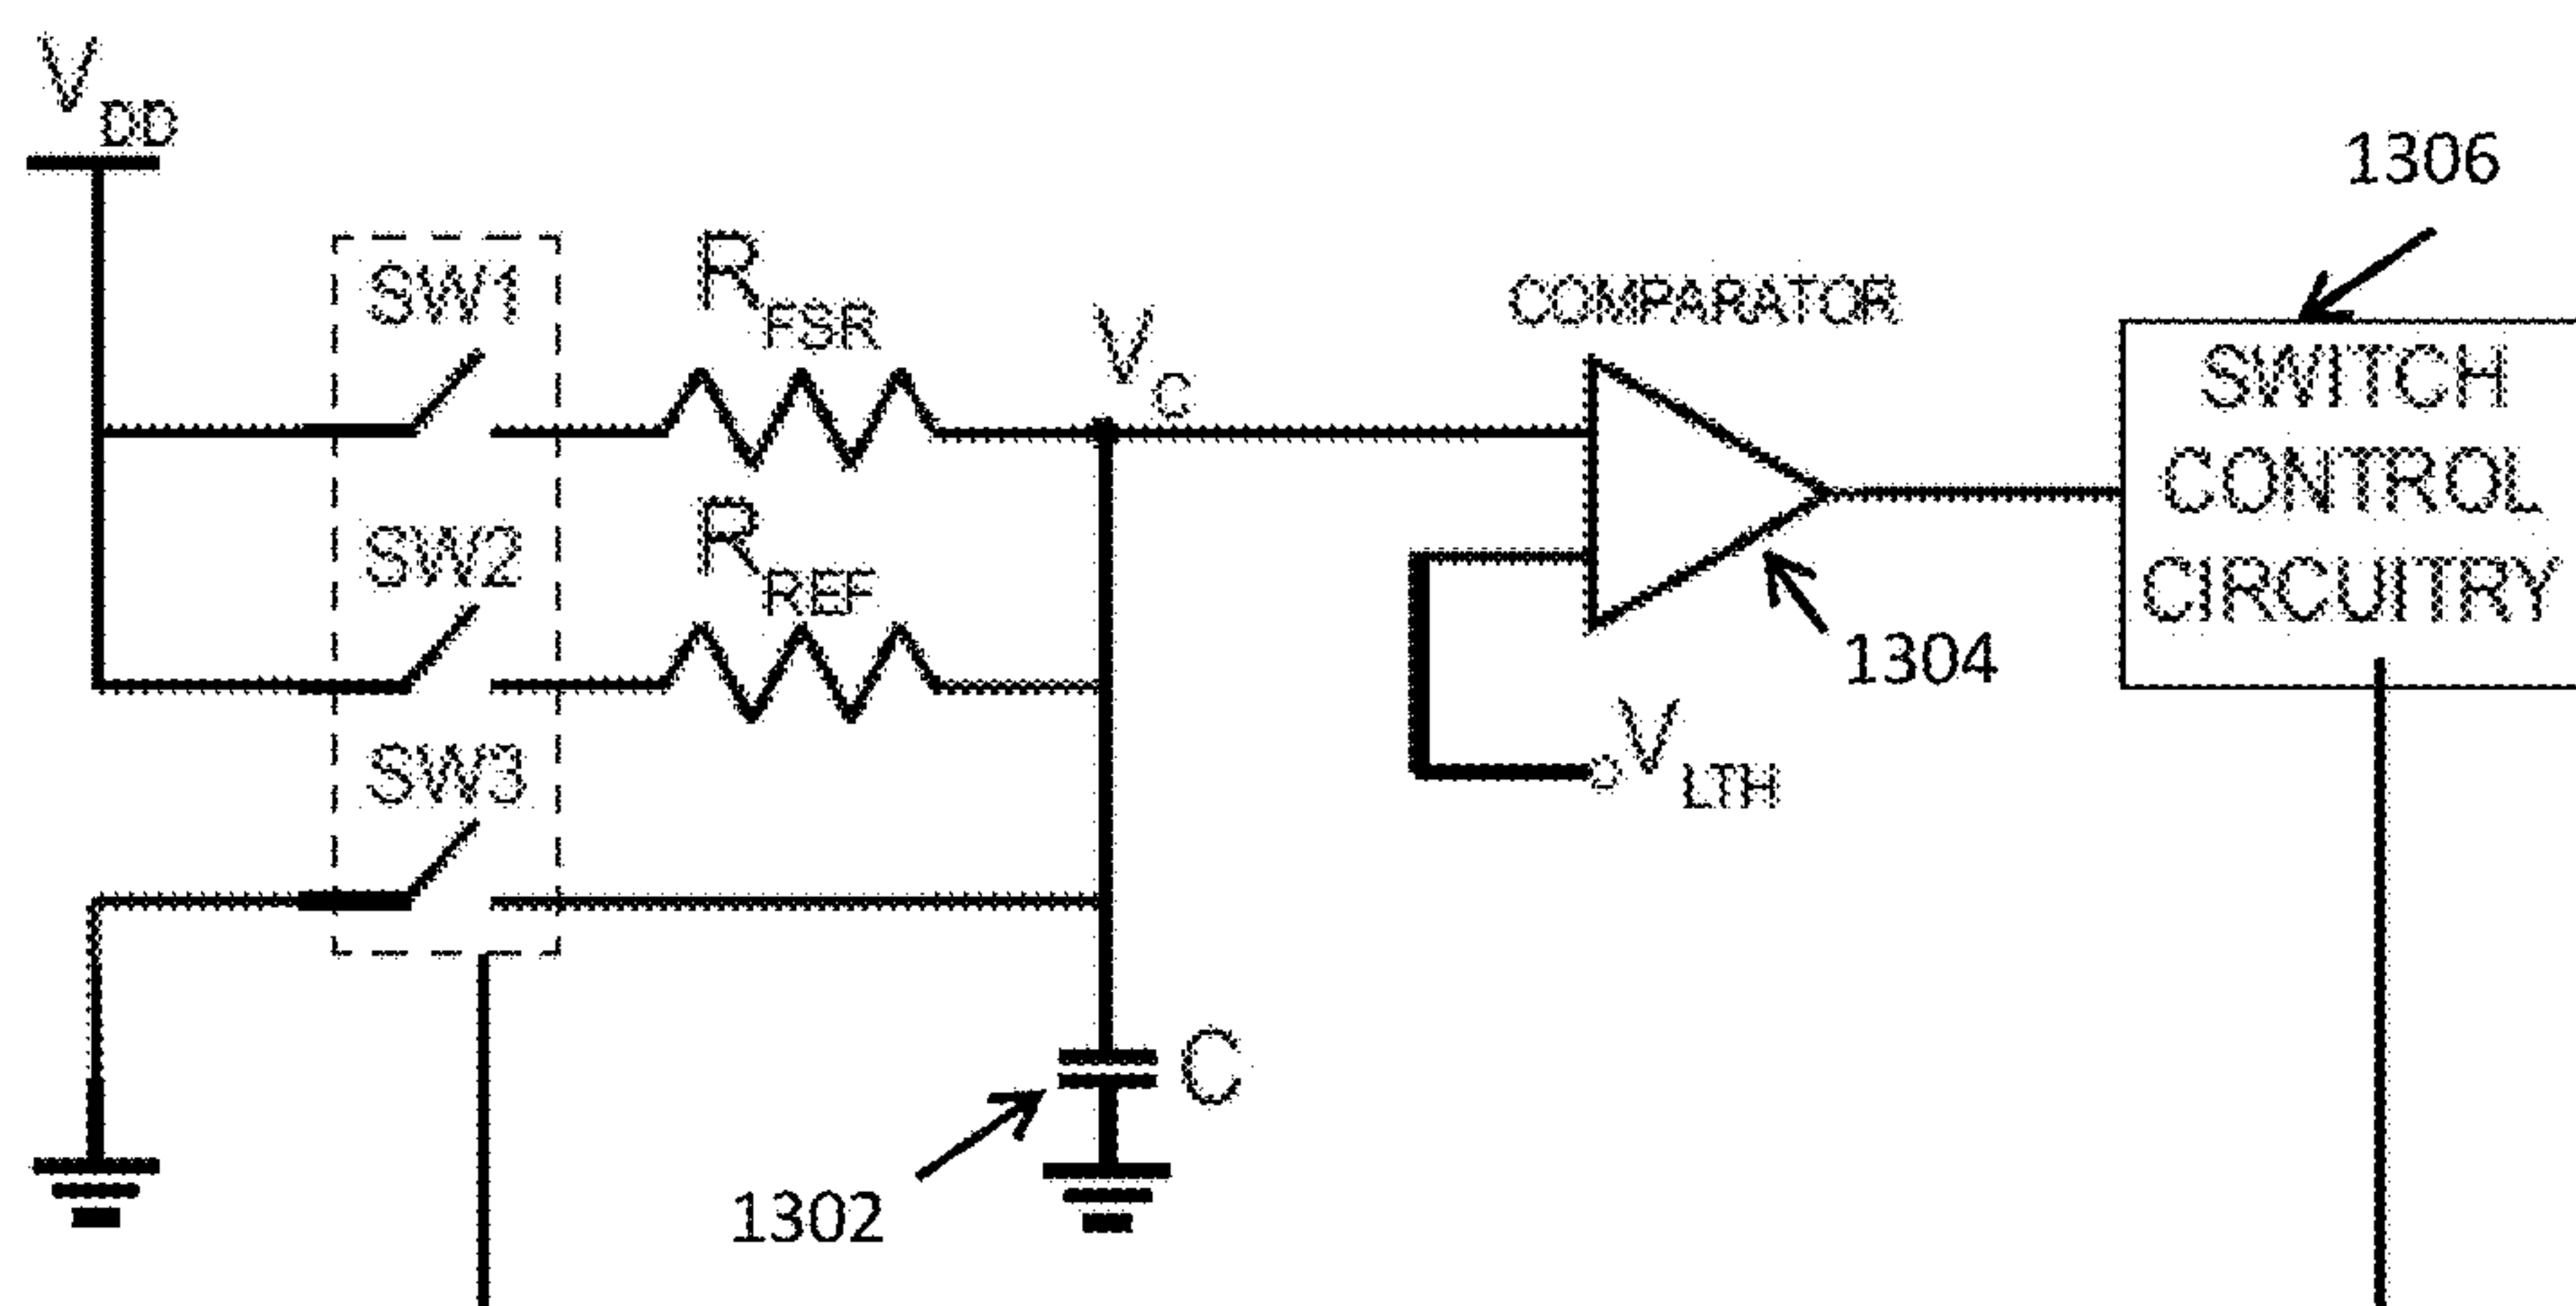 VDD
1306
SW1
RFSR
VC
COMPARATOR
SWITCH
CONTROL
CIRCUITRY
SW2
RREF
1304
SW3
VLTH
C
1302